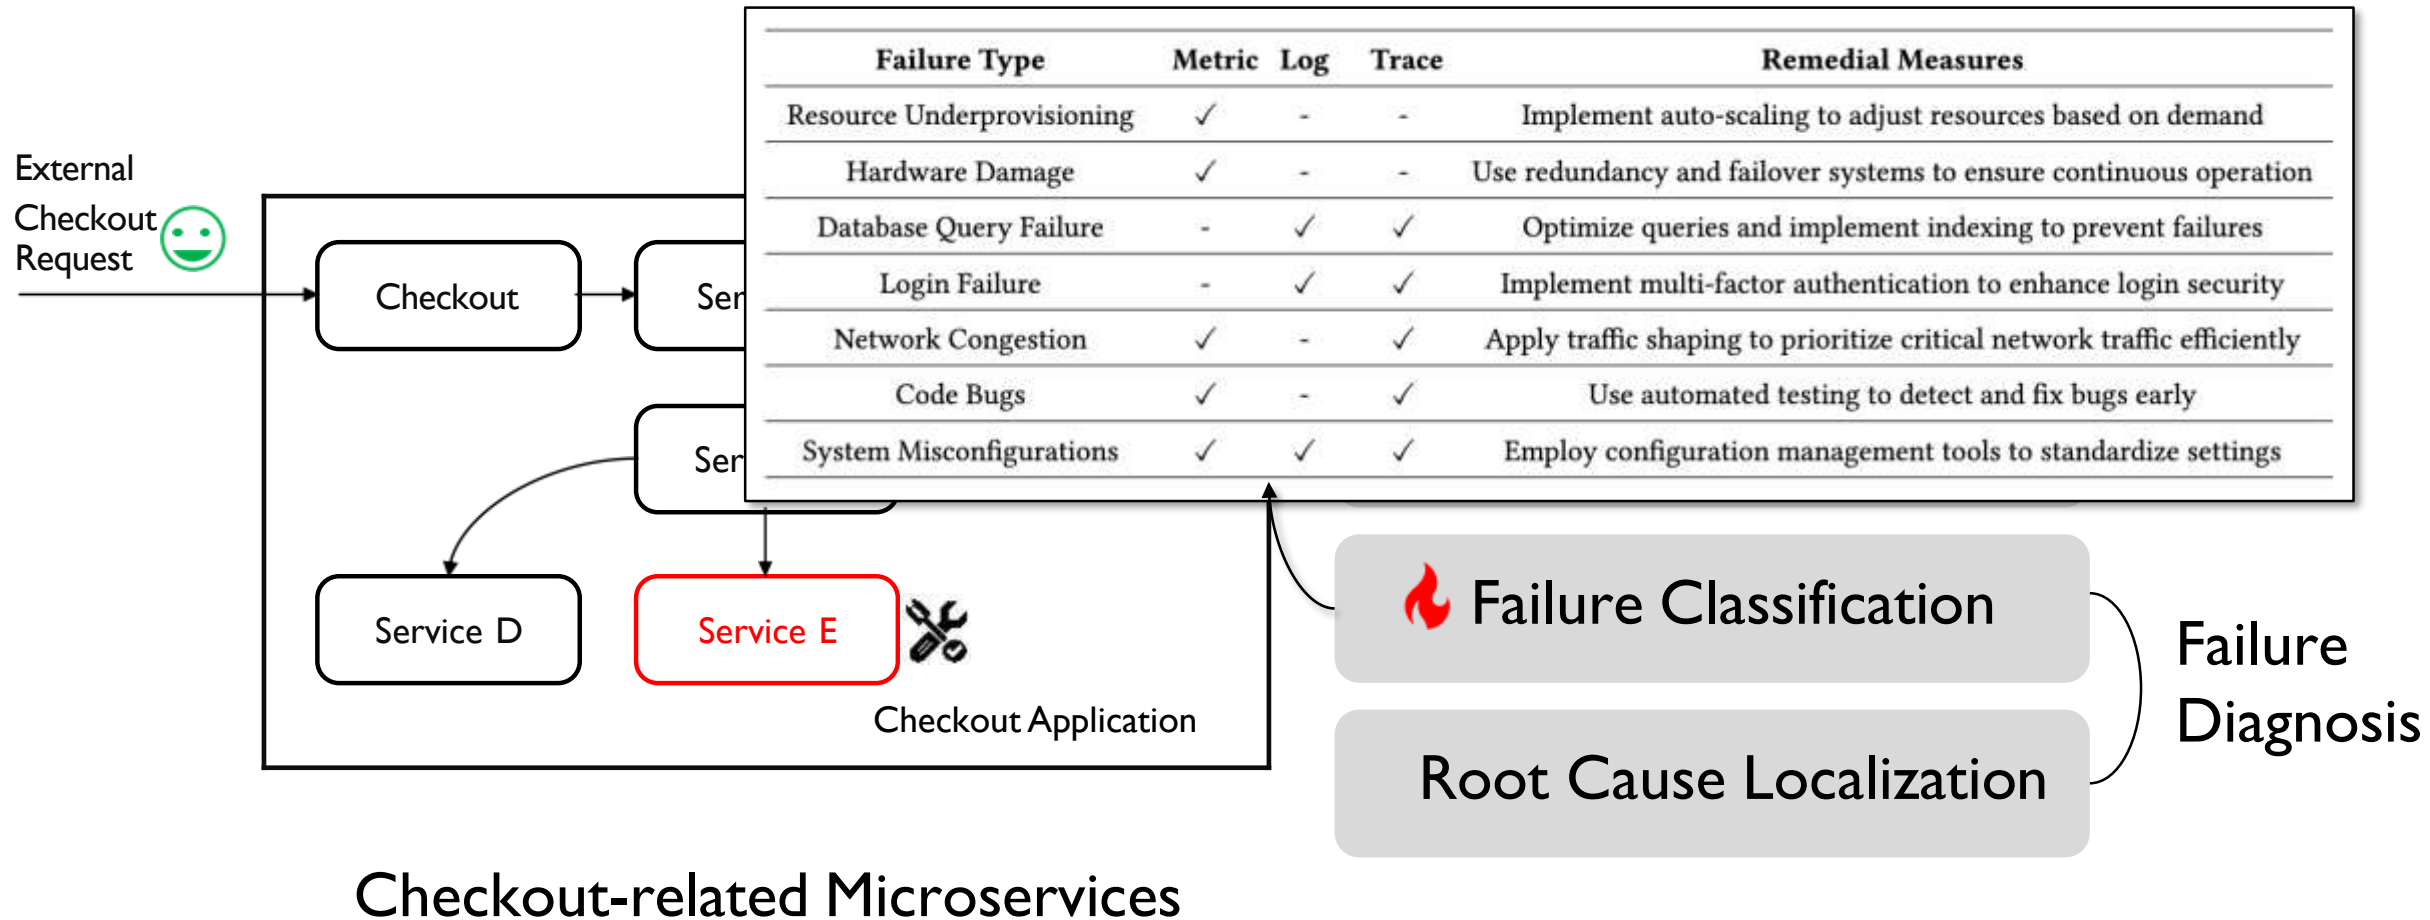 Failure Type Metric Log Trace Remedial Measures
Resource Underprovisioning ✓ - - Implement auto-scaling to adjust resources based on demand
Hardware Damage ✓ - - Use redundancy and failover systems to ensure continuous operation
Database Query Failure - ✓ ✓ Optimize queries and implement indexing to prevent failures
Login Failure - ✓ ✓ Implement multi-factor authentication to enhance login security
Network Congestion ✓ - ✓ Apply traffic shaping to prioritize critical network traffic efficiently
Code Bugs ✓ - ✓ Use automated testing to detect and fix bugs early
System Misconfigurations ✓ ✓ ✓ Employ configuration management tools to standardize settings
External
Checkout
Request
Checkout
Ser
Ser
Service D
Service E
Checkout Application
Checkout-related Microservices
Failure Classification
Root Cause Localization
Failure
Diagnosis